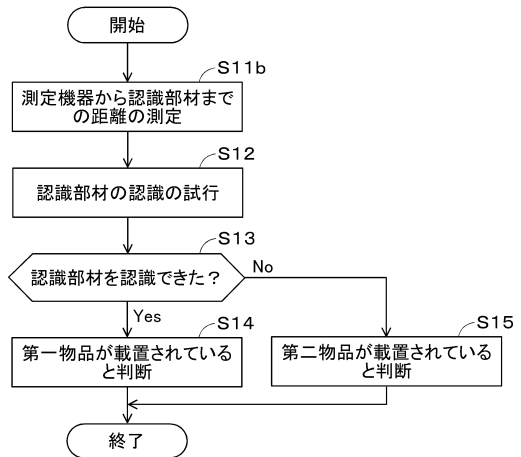 開始
S11b
測定機器から認識部材まで
の距離の測定
S12
認識部材の認識の試行
S13
認識部材を認識できた？
No
Yes
S14
第一物品が載置されている
と判断
S15
第二物品が載置されている
と判断
終了